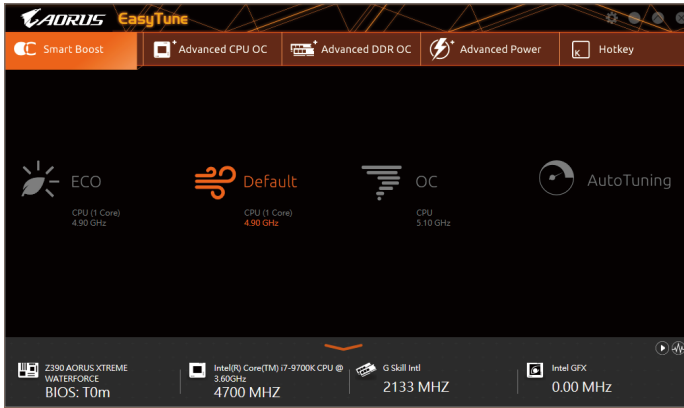 AORUS EasyTune
Smart Boost
Advanced CPU OC
Advanced DDR OC
Advanced Power
K
Hotkey
ECO
CPU (1 Core)
4.90 GHz
Default
CPU (1 Core)
4.90 GHz
OC
CPU
5.10 GHz
AutoTuning
Z390 AORUS XTREME
WATERFORCE
BIOS: T0m
Intel(R) Core(TM) i7-9700K CPU @
3.60GHz
4700 MHZ
G Skill Intl
2133 MHZ
Intel GFX
0.00 MHz